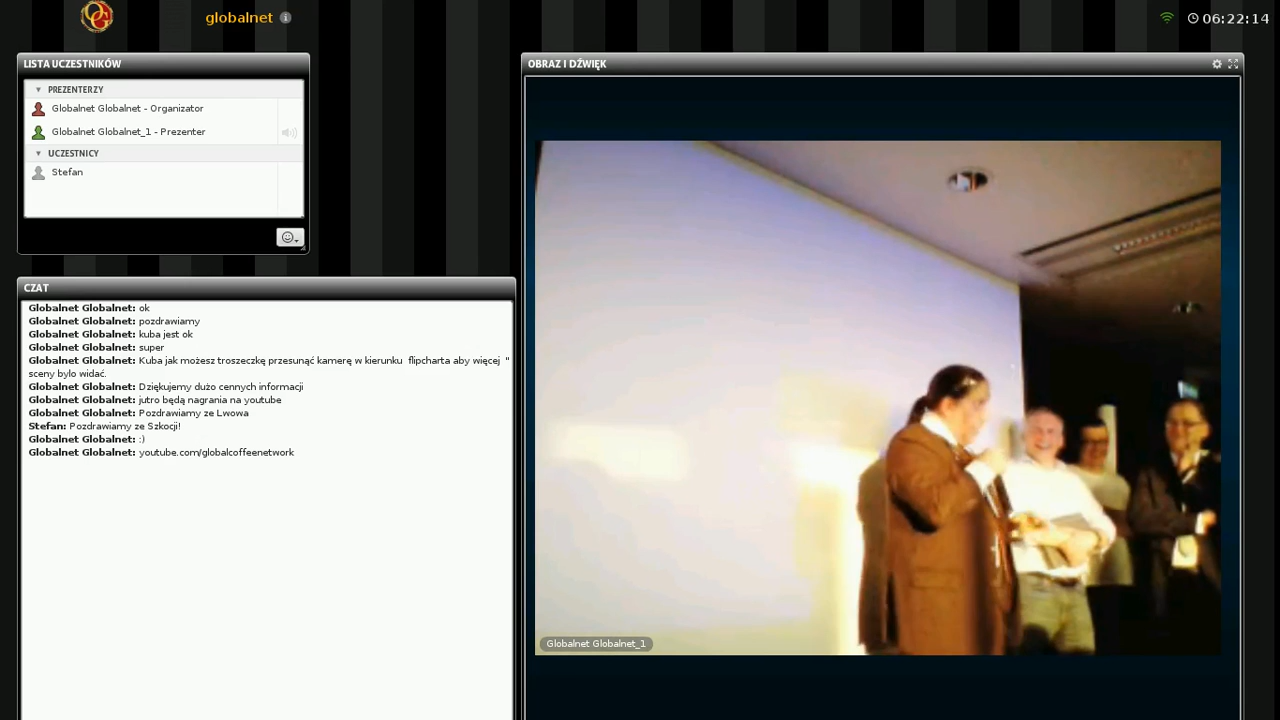 OG
globalnet
06:22:14
LISTA UCZESTNIKÓW
PREZENTERZY
Globalnet Globalnet - Organizator
Globalnet Globalnet_1 - Prezenter
UCZESTNICY
Stefan
CZAT
Globalnet Globalnet: ok
Globalnet Globalnet: pozdrawiamy
Globalnet Globalnet: kuba jest ok
Globalnet Globalnet: super
Globalnet Globalnet: Kuba jak możesz troszeczkę przesunąć kamerę w kierunku flipcharta aby więcej "
sceny bylo widać.
Globalnet Globalnet: Dziękujemy dużo cennych informacji
Globalnet Globalnet: jutro będą nagrania na youtube
Globalnet Globalnet: Pozdrawiamy ze Lwowa
Stefan: Pozdrawiamy ze Szkocji!
Globalnet Globalnet: :)
Globalnet Globalnet: youtube.com/globalcoffeenetwork
OBRAZ I DŹWIĘK
Globalnet Globalnet_1